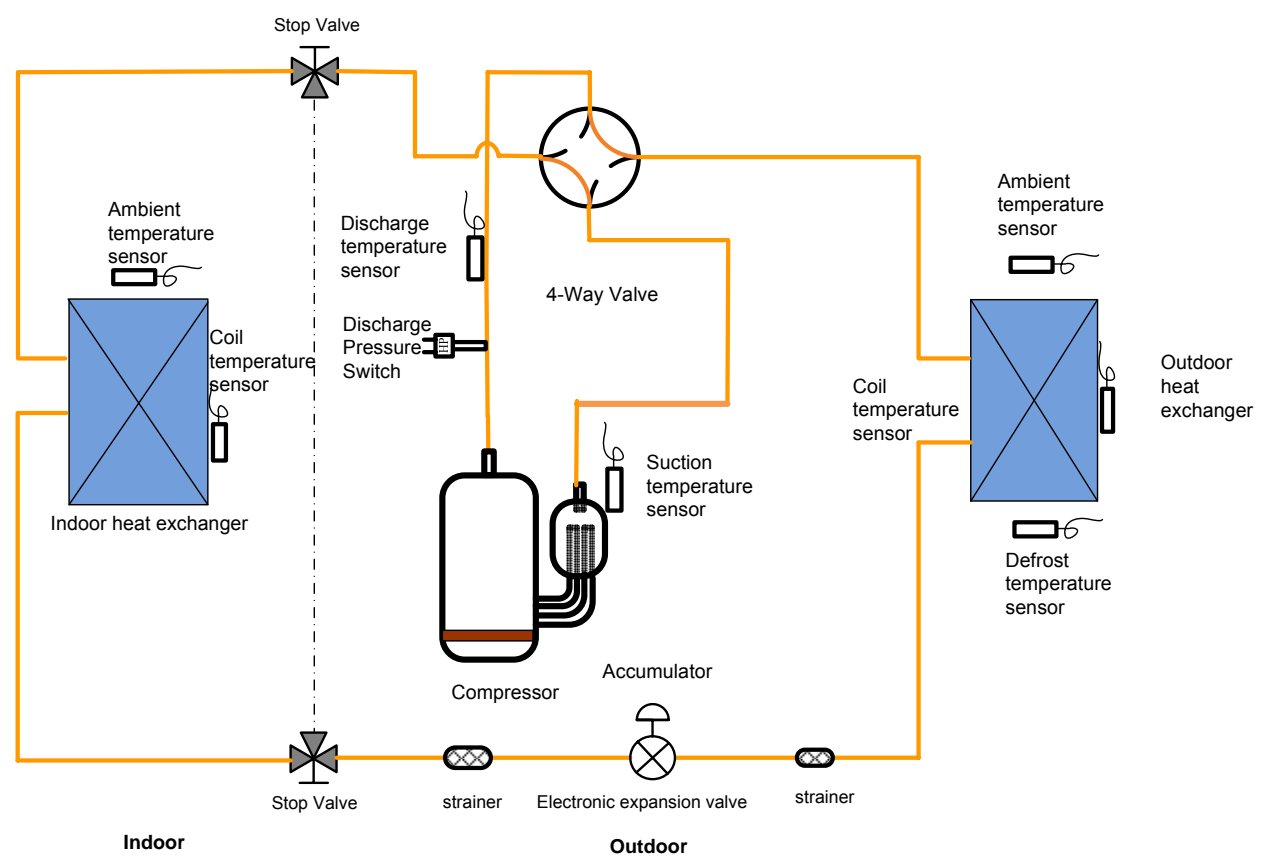 Stop Valve
Ambient
temperature
sensor
Discharge
temperature
sensor
Ambient
temperature
sensor
4-Way Valve
Discharge
Pressure
Switch
HP
Coil
temperature
sensor
Coil
temperature
sensor
Outdoor
heat
exchanger
Suction
temperature
sensor
Indoor heat exchanger
Defrost
temperature
sensor
Compressor
Accumulator
Stop Valve
strainer
Electronic expansion valve
strainer
Indoor
Outdoor